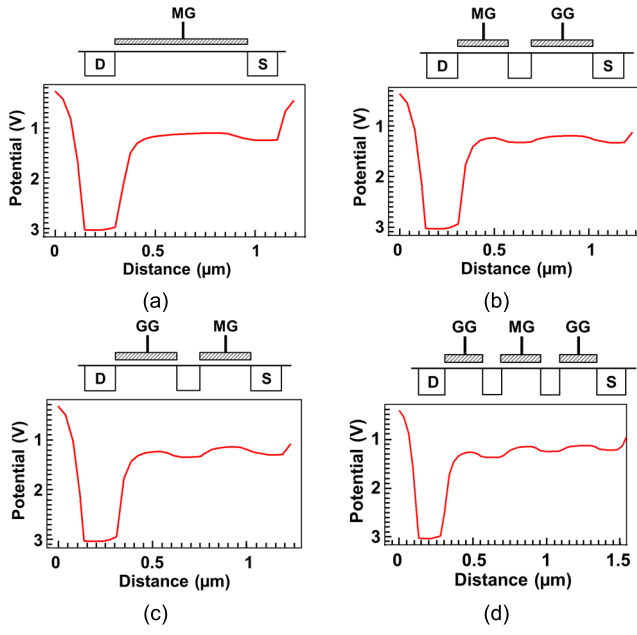 MG
D S
Potential (V)
1
2
3
0 0.5 1
Distance (µm)
(a)
MG GG
D S
Potential (V)
1
2
3
0 0.5 1
Distance (µm)
(b)
GG MG
D S
Potential (V)
1
2
3
0 0.5 1
Distance (µm)
(c)
GG MG GG
D S
Potential (V)
1
2
3
0 0.5 1 1.5
Distance (µm)
(d)